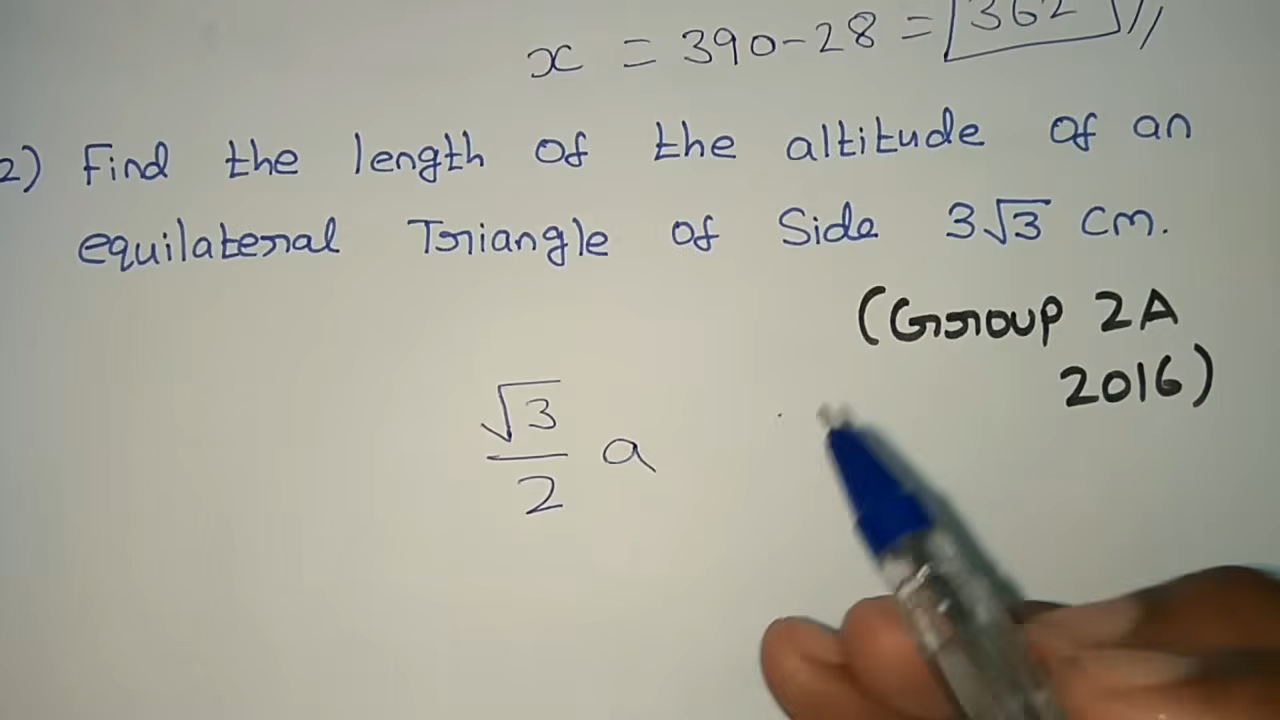 x = 390-28 = 362 //
2) Find the length of the altitude of an
equilateral Triangle of Side 3√3 cm.
(Group 2A
2016)
√3/2 a